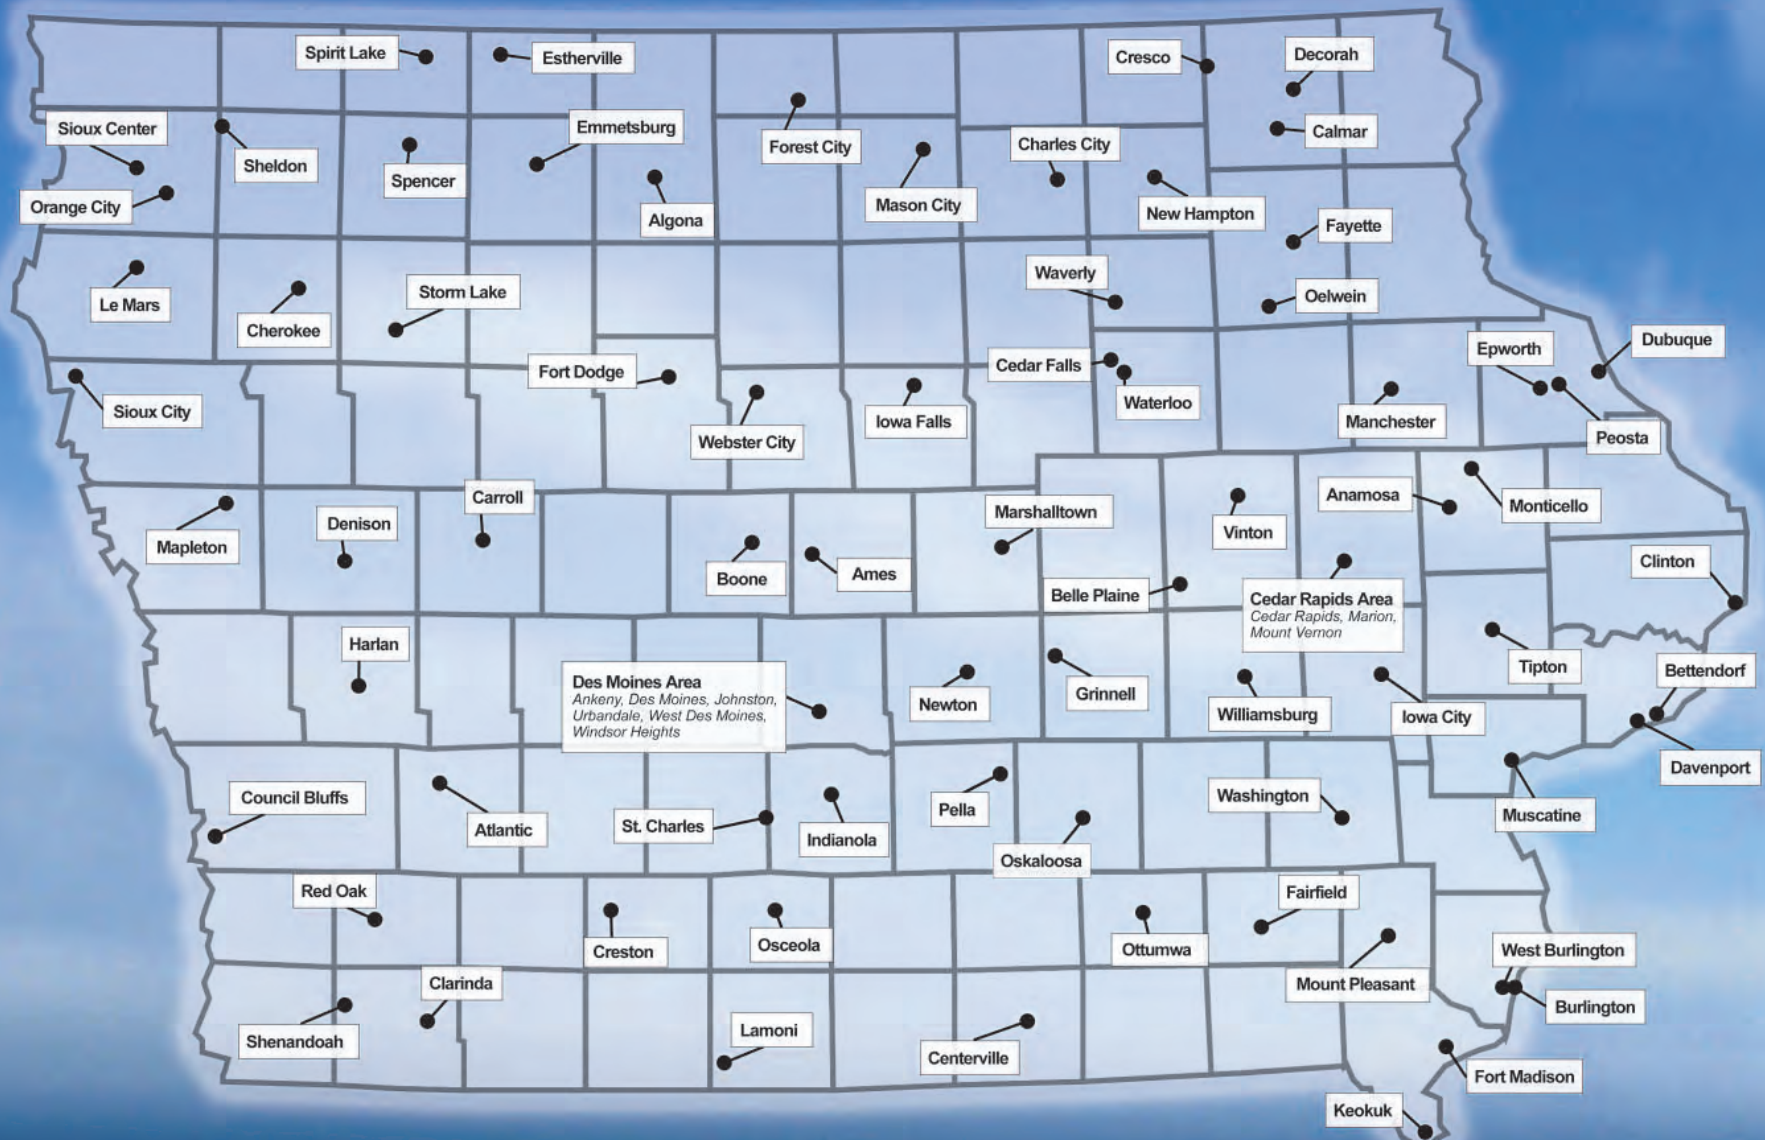 Spirit Lake
Estherville
Cresco
Decorah
Sioux Center
Emmetsburg
Calmar
Sheldon
Forest City
Charles City
Spencer
Orange City
Algona
Mason City
New Hampton
Fayette
Le Mars
Storm Lake
Waverly
Oelwein
Cherokee
Fort Dodge
Cedar Falls
Epworth
Dubuque
Sioux City
Webster City
Iowa Falls
Waterloo
Manchester
Peosta
Carroll
Marshalltown
Anamosa
Monticello
Mapleton
Denison
Vinton
Boone
Ames
Belle Plaine
Clinton
Cedar Rapids Area
Cedar Rapids, Marion,
Mount Vernon
Harlan
Tipton
Bettendorf
Des Moines Area
Ankeny, Des Moines, Johnston,
Urbandale, West Des Moines,
Windsor Heights
Newton
Grinnell
Williamsburg
Iowa City
Davenport
Council Bluffs
Atlantic
St. Charles
Indianola
Pella
Washington
Muscatine
Oskaloosa
Red Oak
Fairfield
Creston
Osceola
Ottumwa
West Burlington
Clarinda
Mount Pleasant
Burlington
Shenandoah
Lamoni
Centerville
Fort Madison
Keokuk